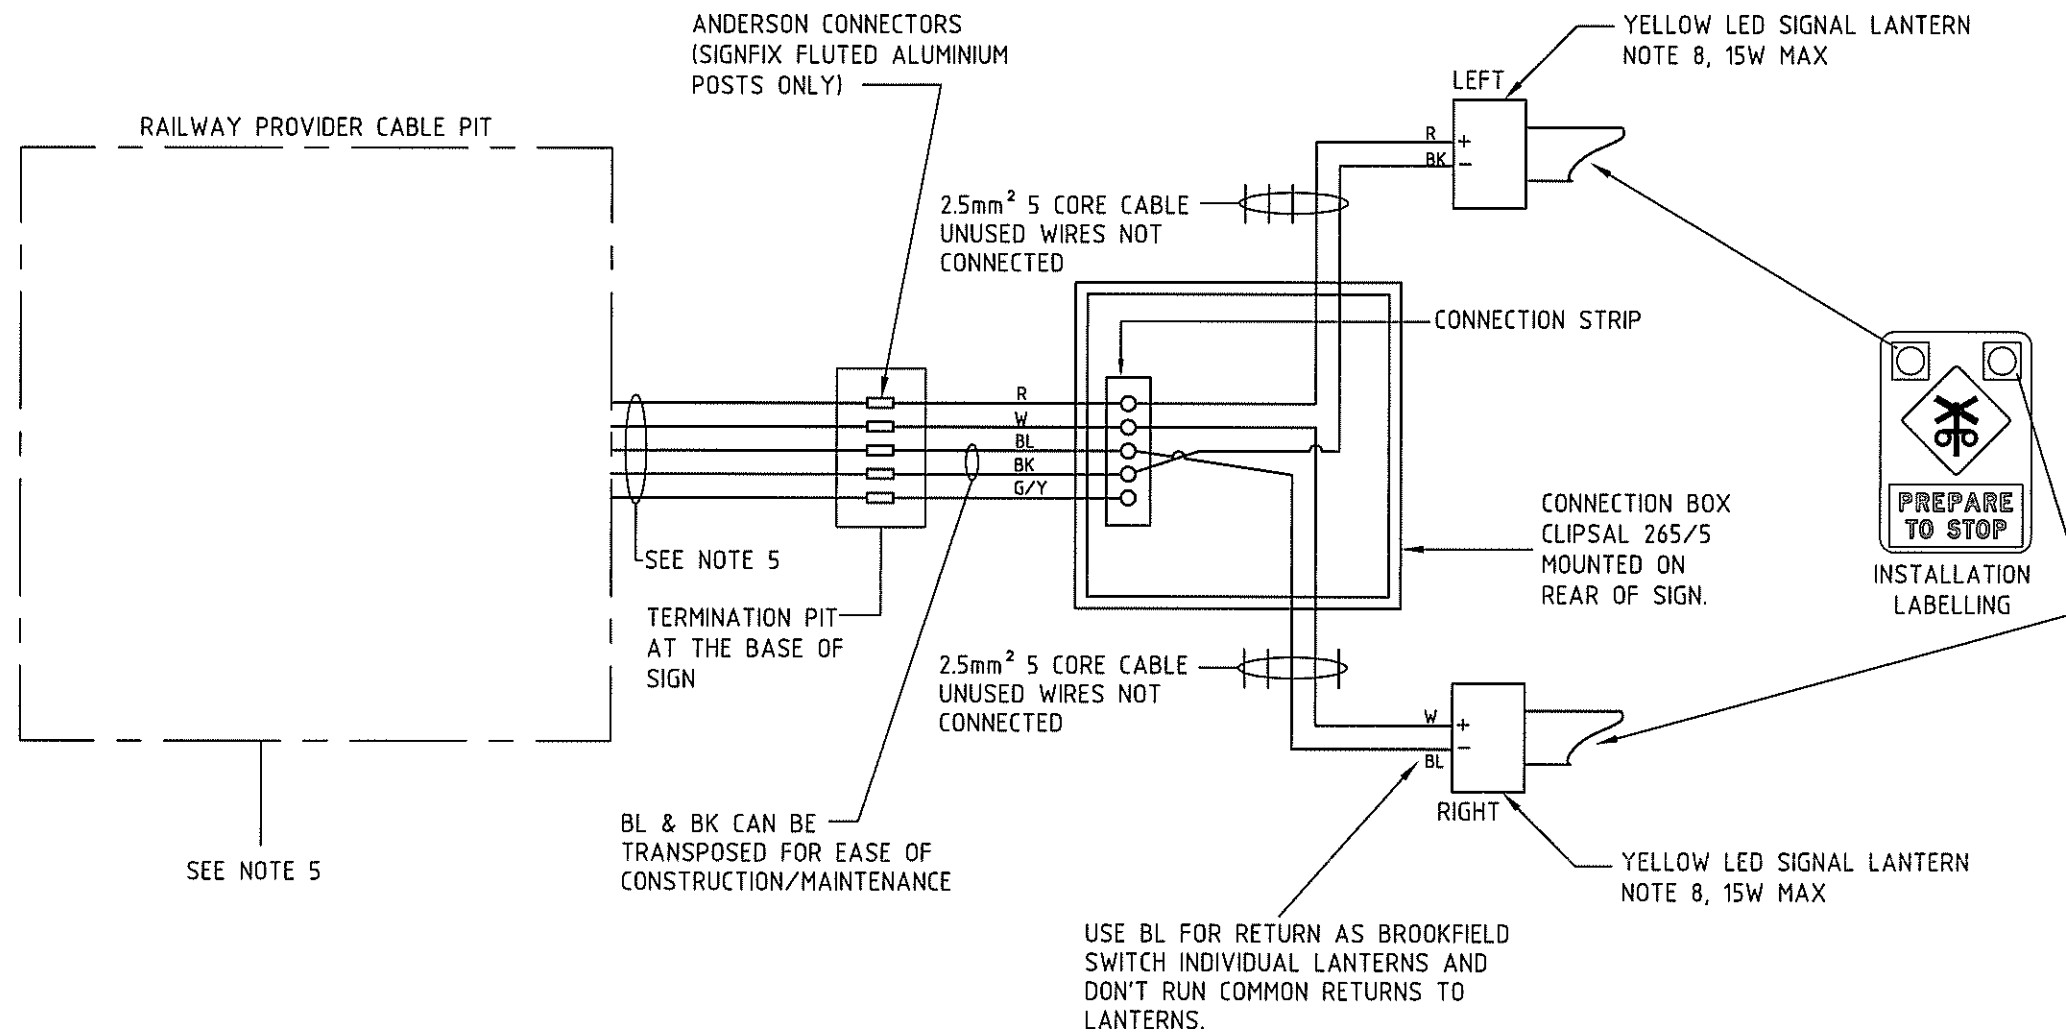 ANDERSON CONNECTORS
(SIGNFIX FLUTED ALUMINIUM
POSTS ONLY)
YELLOW LED SIGNAL LANTERN
NOTE 8, 15W MAX
LEFT
RAILWAY PROVIDER CABLE PIT
R
+
BK
-
2.5mm² 5 CORE CABLE
UNUSED WIRES NOT
CONNECTED
CONNECTION STRIP
R
W
BL
BK
G/Y
CONNECTION BOX
CLIPSAL 265/5
MOUNTED ON
REAR OF SIGN.
PREPARE
TO STOP
INSTALLATION
LABELLING
SEE NOTE 5
TERMINATION PIT
AT THE BASE OF
SIGN
2.5mm² 5 CORE CABLE
UNUSED WIRES NOT
CONNECTED
W
+
-
BL
RIGHT
BL & BK CAN BE
TRANSPOSED FOR EASE OF
CONSTRUCTION/MAINTENANCE
SEE NOTE 5
YELLOW LED SIGNAL LANTERN
NOTE 8, 15W MAX
USE BL FOR RETURN AS BROOKFIELD
SWITCH INDIVIDUAL LANTERNS AND
DON'T RUN COMMON RETURNS TO
LANTERNS.